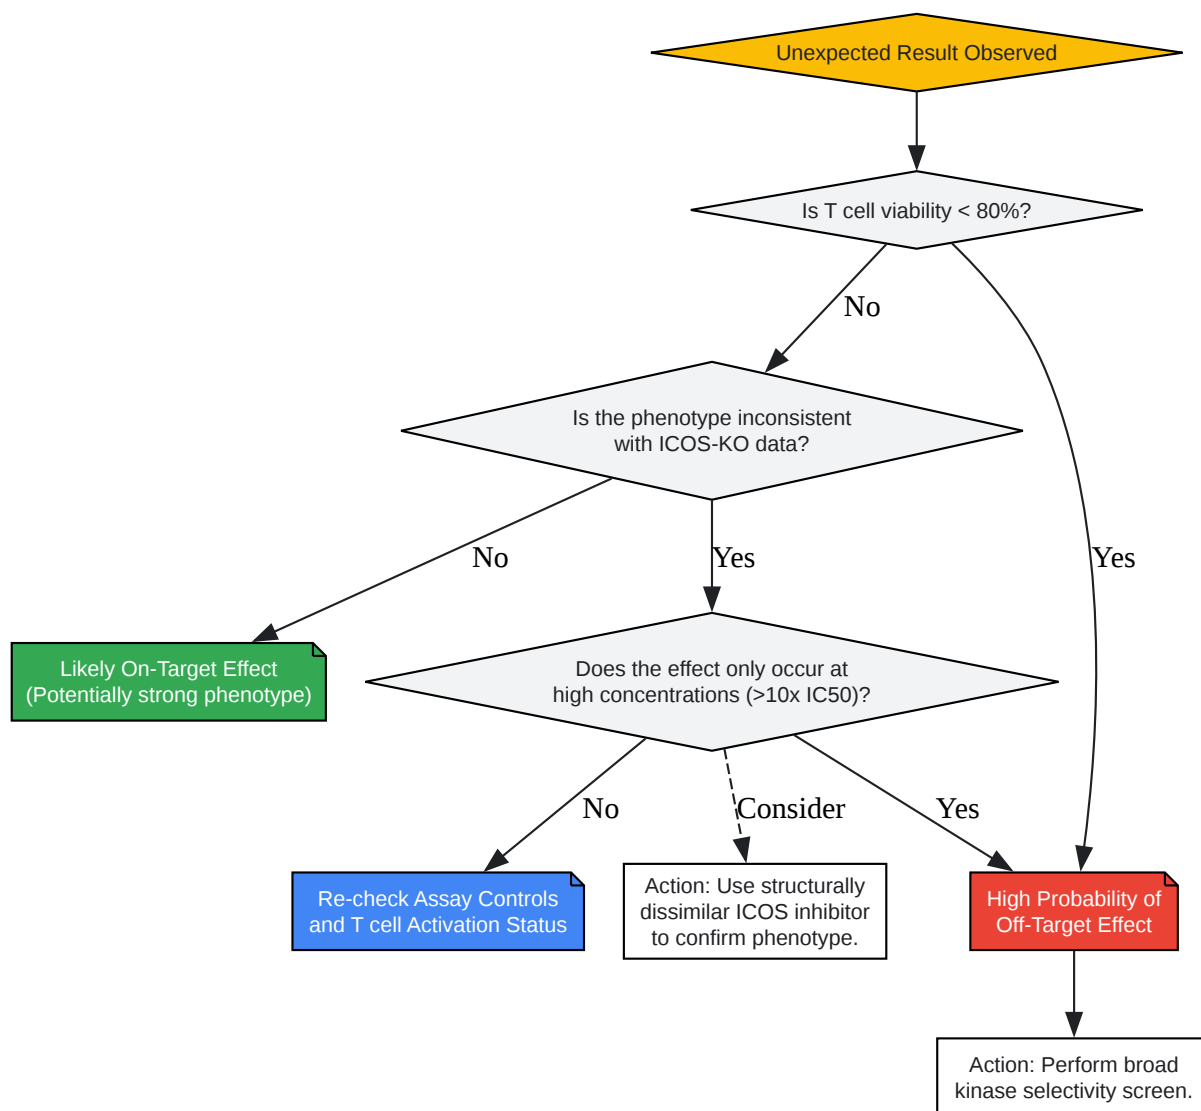 Unexpected Result Observed
Is T cell viability < 80%?
No
Is the phenotype inconsistent
with ICOS-KO data?
No
Yes
Yes
Likely On-Target Effect
(Potentially strong phenotype)
Does the effect only occur at
high concentrations (>10x IC50)?
No
Consider
Yes
Re-check Assay Controls
and T cell Activation Status
Action: Use structurally
dissimilar ICOS inhibitor
to confirm phenotype.
High Probability of
Off-Target Effect
Action: Perform broad
kinase selectivity screen.